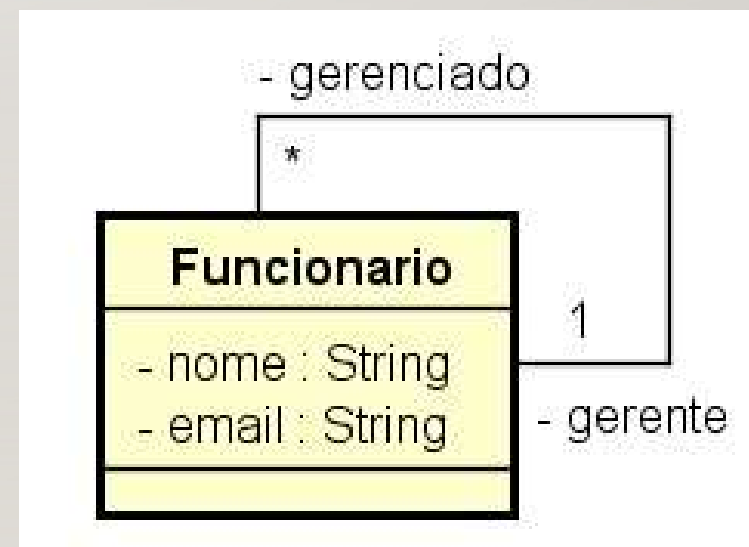 - gerenciado
*
Funcionario
1
- nome : String
- email : String
- gerente